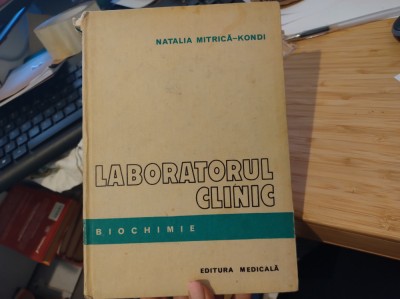 NATALIA MITRICĂ-KONDI
LABORATORUL
CLINIC
BIOCHIMIE
EDITURA MEDICALĂ